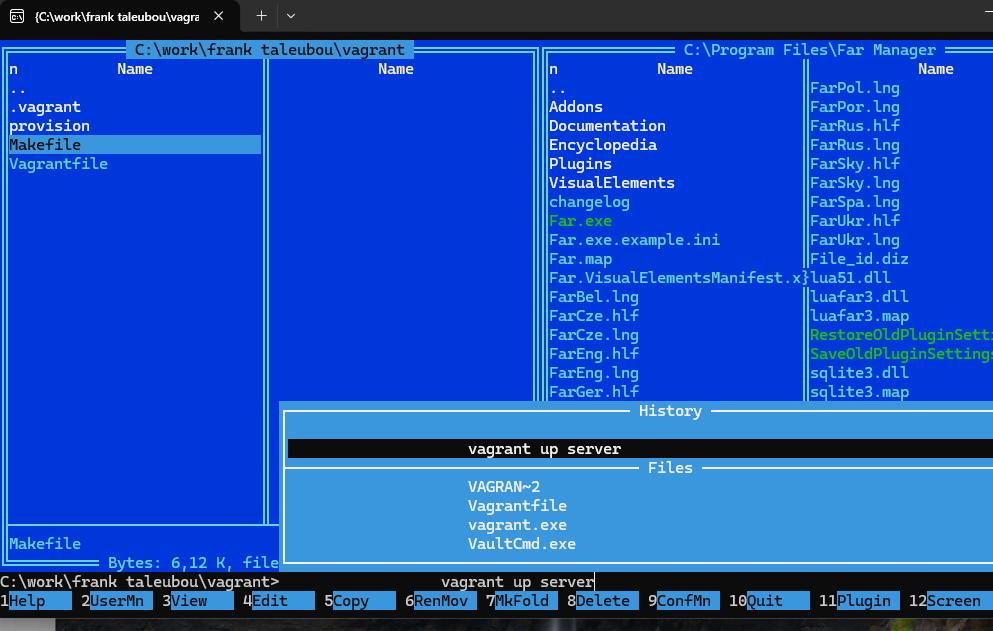 {C:\work\frank taleubou\vagra
C:\work\frank taleubou\vagrant
n Name Name
..
.vagrant
provision
Makefile
Vagrantfile
Makefile
Bytes: 6,12 K, file
C:\Program Files\Far Manager
n Name Name
..
Addons
Documentation
Encyclopedia
Plugins
VisualElements
changelog
Far.exe
Far.exe.example.ini
Far.map
Far.VisualElementsManifest.x}
FarBel.lng
FarCze.hlf
FarCze.lng
FarEng.hlf
FarEng.lng
FarGer.hlf
FarPol.lng
FarPor.lng
FarRus.hlf
FarRus.lng
FarSky.hlf
FarSky.lng
FarSpa.lng
FarUkr.hlf
FarUkr.lng
File_id.diz
lua51.dll
luafar3.dll
luafar3.map
RestoreOldPluginSetti
SaveOldPluginSettings
sqlite3.dll
sqlite3.map
History
vagrant up server
Files
VAGRAN~2
Vagrantfile
vagrant.exe
VaultCmd.exe
C:\work\frank taleubou\vagrant> vagrant up server
1Help 2UserMn 3View 4Edit 5Copy 6RenMov 7MkFold 8Delete 9ConfMn 10Quit 11Plugin 12Screen